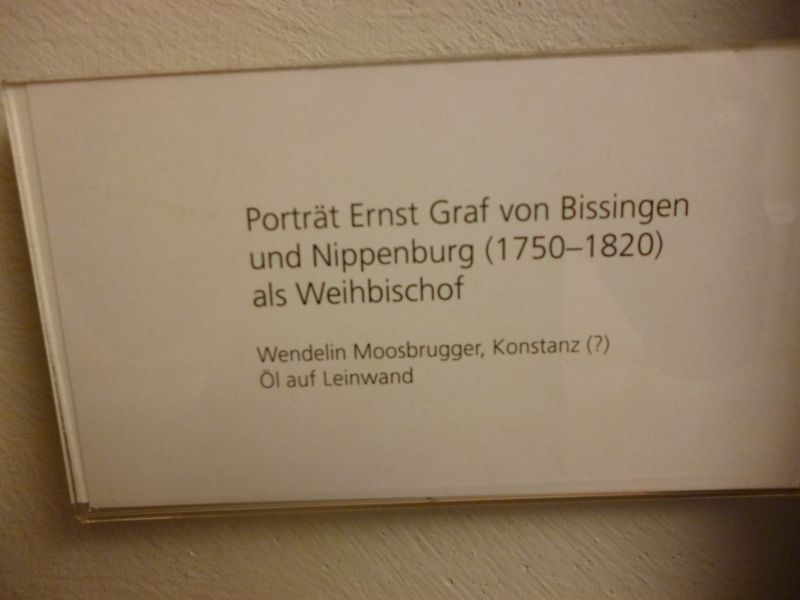 Porträt Ernst Graf von Bissingen
und Nippenburg (1750–1820)
als Weihbischof
Wendelin Moosbrugger, Konstanz (?)
Öl auf Leinwand